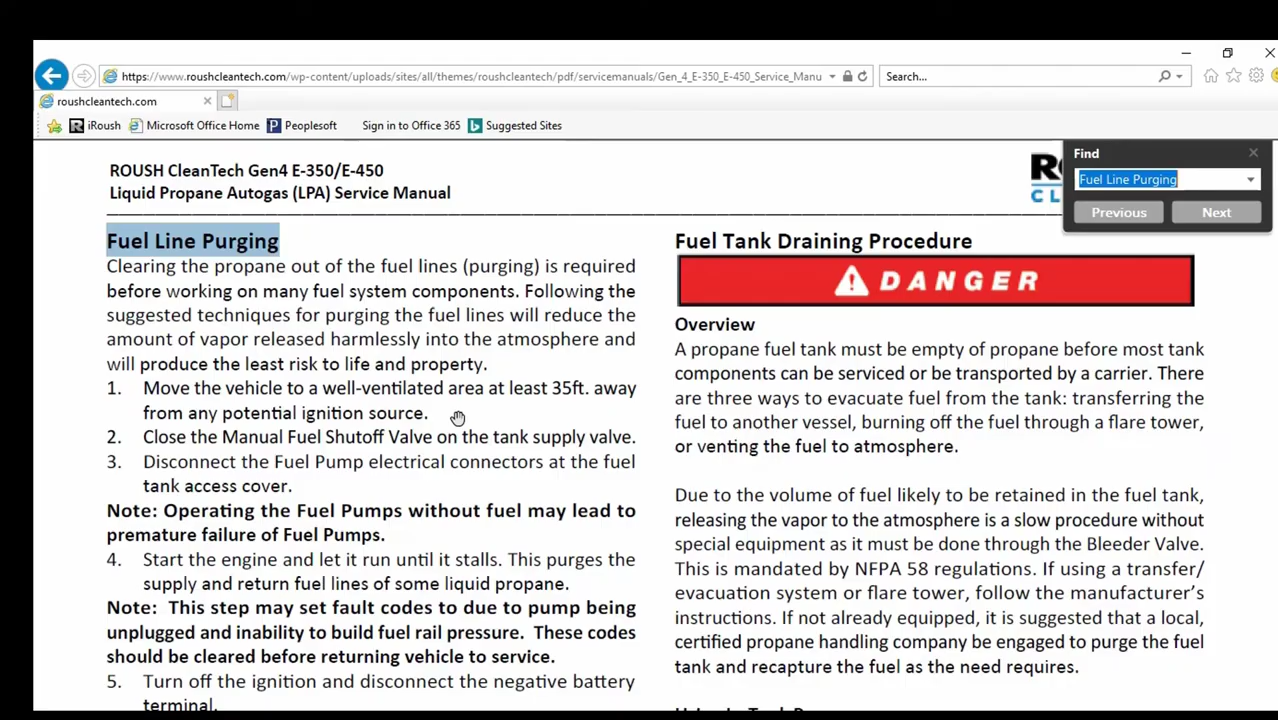 https://www.roushcleantech.com/wp-content/uploads/sites/all/themes/roushcleantech/pdf/servicemanuals/Gen_4_E-350_E-450_Service_Manu
Search...
roushcleantech.com
iRoush
Microsoft Office Home
Peoplesoft
Sign in to Office 365
Suggested Sites
Find
Fuel Line Purging
Previous
Next
ROUSH CleanTech Gen4 E-350/E-450
Liquid Propane Autogas (LPA) Service Manual
Fuel Line Purging
Clearing the propane out of the fuel lines (purging) is required
before working on many fuel system components. Following the
suggested techniques for purging the fuel lines will reduce the
amount of vapor released harmlessly into the atmosphere and
will produce the least risk to life and property.
1. Move the vehicle to a well-ventilated area at least 35ft. away
from any potential ignition source.
2. Close the Manual Fuel Shutoff Valve on the tank supply valve.
3. Disconnect the Fuel Pump electrical connectors at the fuel
tank access cover.
Note: Operating the Fuel Pumps without fuel may lead to
premature failure of Fuel Pumps.
4. Start the engine and let it run until it stalls. This purges the
supply and return fuel lines of some liquid propane.
Note: This step may set fault codes to due to pump being
unplugged and inability to build fuel rail pressure. These codes
should be cleared before returning vehicle to service.
5. Turn off the ignition and disconnect the negative battery
terminal.
Fuel Tank Draining Procedure
DANGER
Overview
A propane fuel tank must be empty of propane before most tank
components can be serviced or be transported by a carrier. There
are three ways to evacuate fuel from the tank: transferring the
fuel to another vessel, burning off the fuel through a flare tower,
or venting the fuel to atmosphere.
Due to the volume of fuel likely to be retained in the fuel tank,
releasing the vapor to the atmosphere is a slow procedure without
special equipment as it must be done through the Bleeder Valve.
This is mandated by NFPA 58 regulations. If using a transfer/
evacuation system or flare tower, follow the manufacturer's
instructions. If not already equipped, it is suggested that a local,
certified propane handling company be engaged to purge the fuel
tank and recapture the fuel as the need requires.